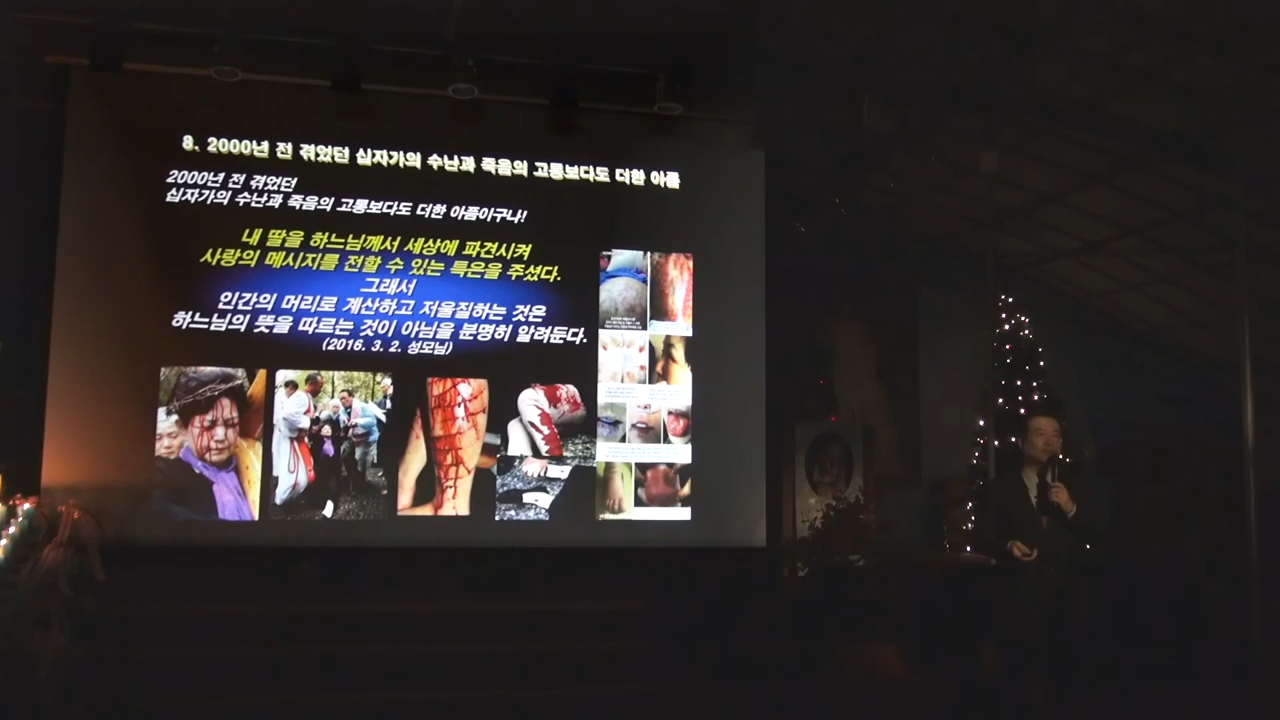 8. 2000년 전 겪었던 십자가의 수난과 죽음의 고통보다도 더한 아픔
2000년 전 겪었던
십자가의 수난과 죽음의 고통보다도 더한 아픔이구나!
내 딸을 하느님께서 세상에 파견시켜
사랑의 메시지를 전할 수 있는 특은을 주셨다.
그래서
인간의 머리로 계산하고 저울질하는 것은
하느님의 뜻을 따르는 것이 아님을 분명히 알려둔다.
(2016. 3. 2. 성모님)